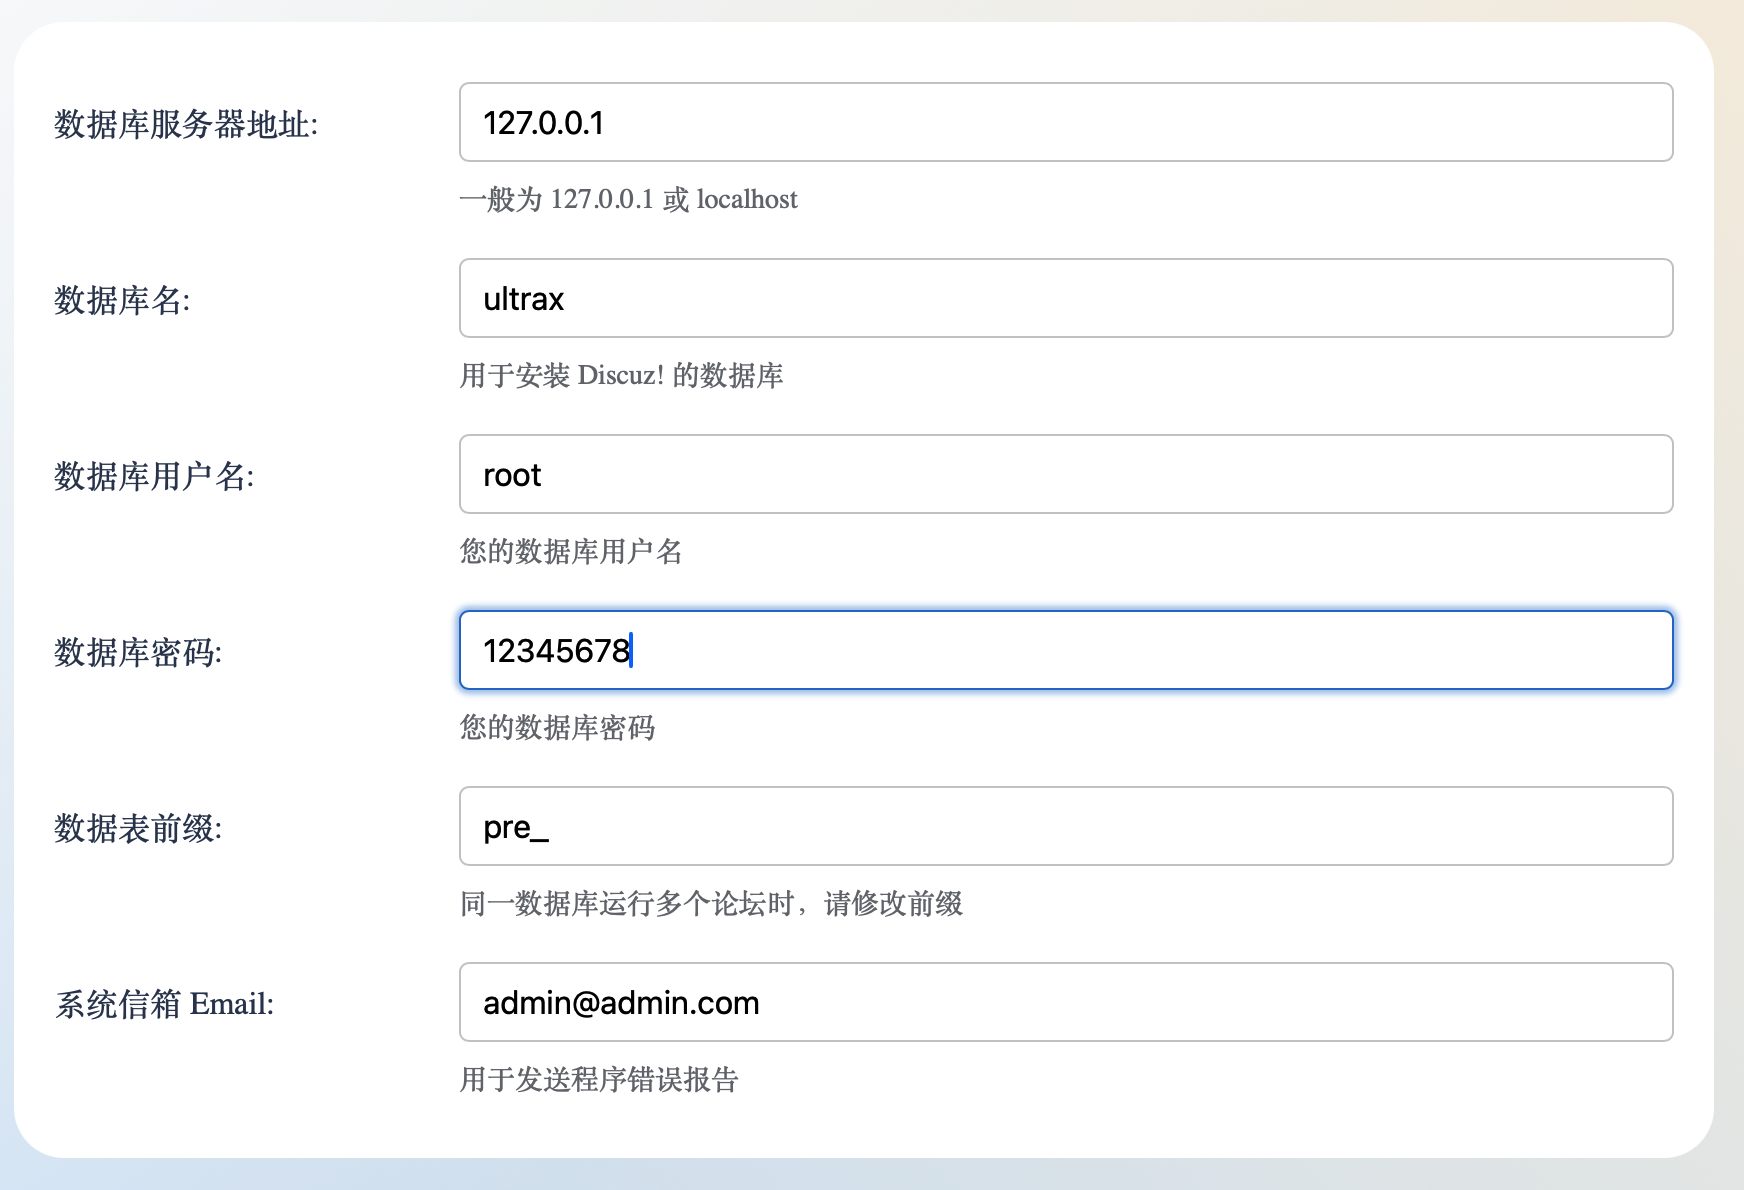 数据库服务器地址:
127.0.0.1
一般为 127.0.0.1 或 localhost
数据库名:
ultrax
用于安装 Discuz! 的数据库
数据库用户名:
root
您的数据库用户名
数据库密码:
12345678
您的数据库密码
数据表前缀:
pre_
同一数据库运行多个论坛时，请修改前缀
系统信箱 Email:
admin@admin.com
用于发送程序错误报告